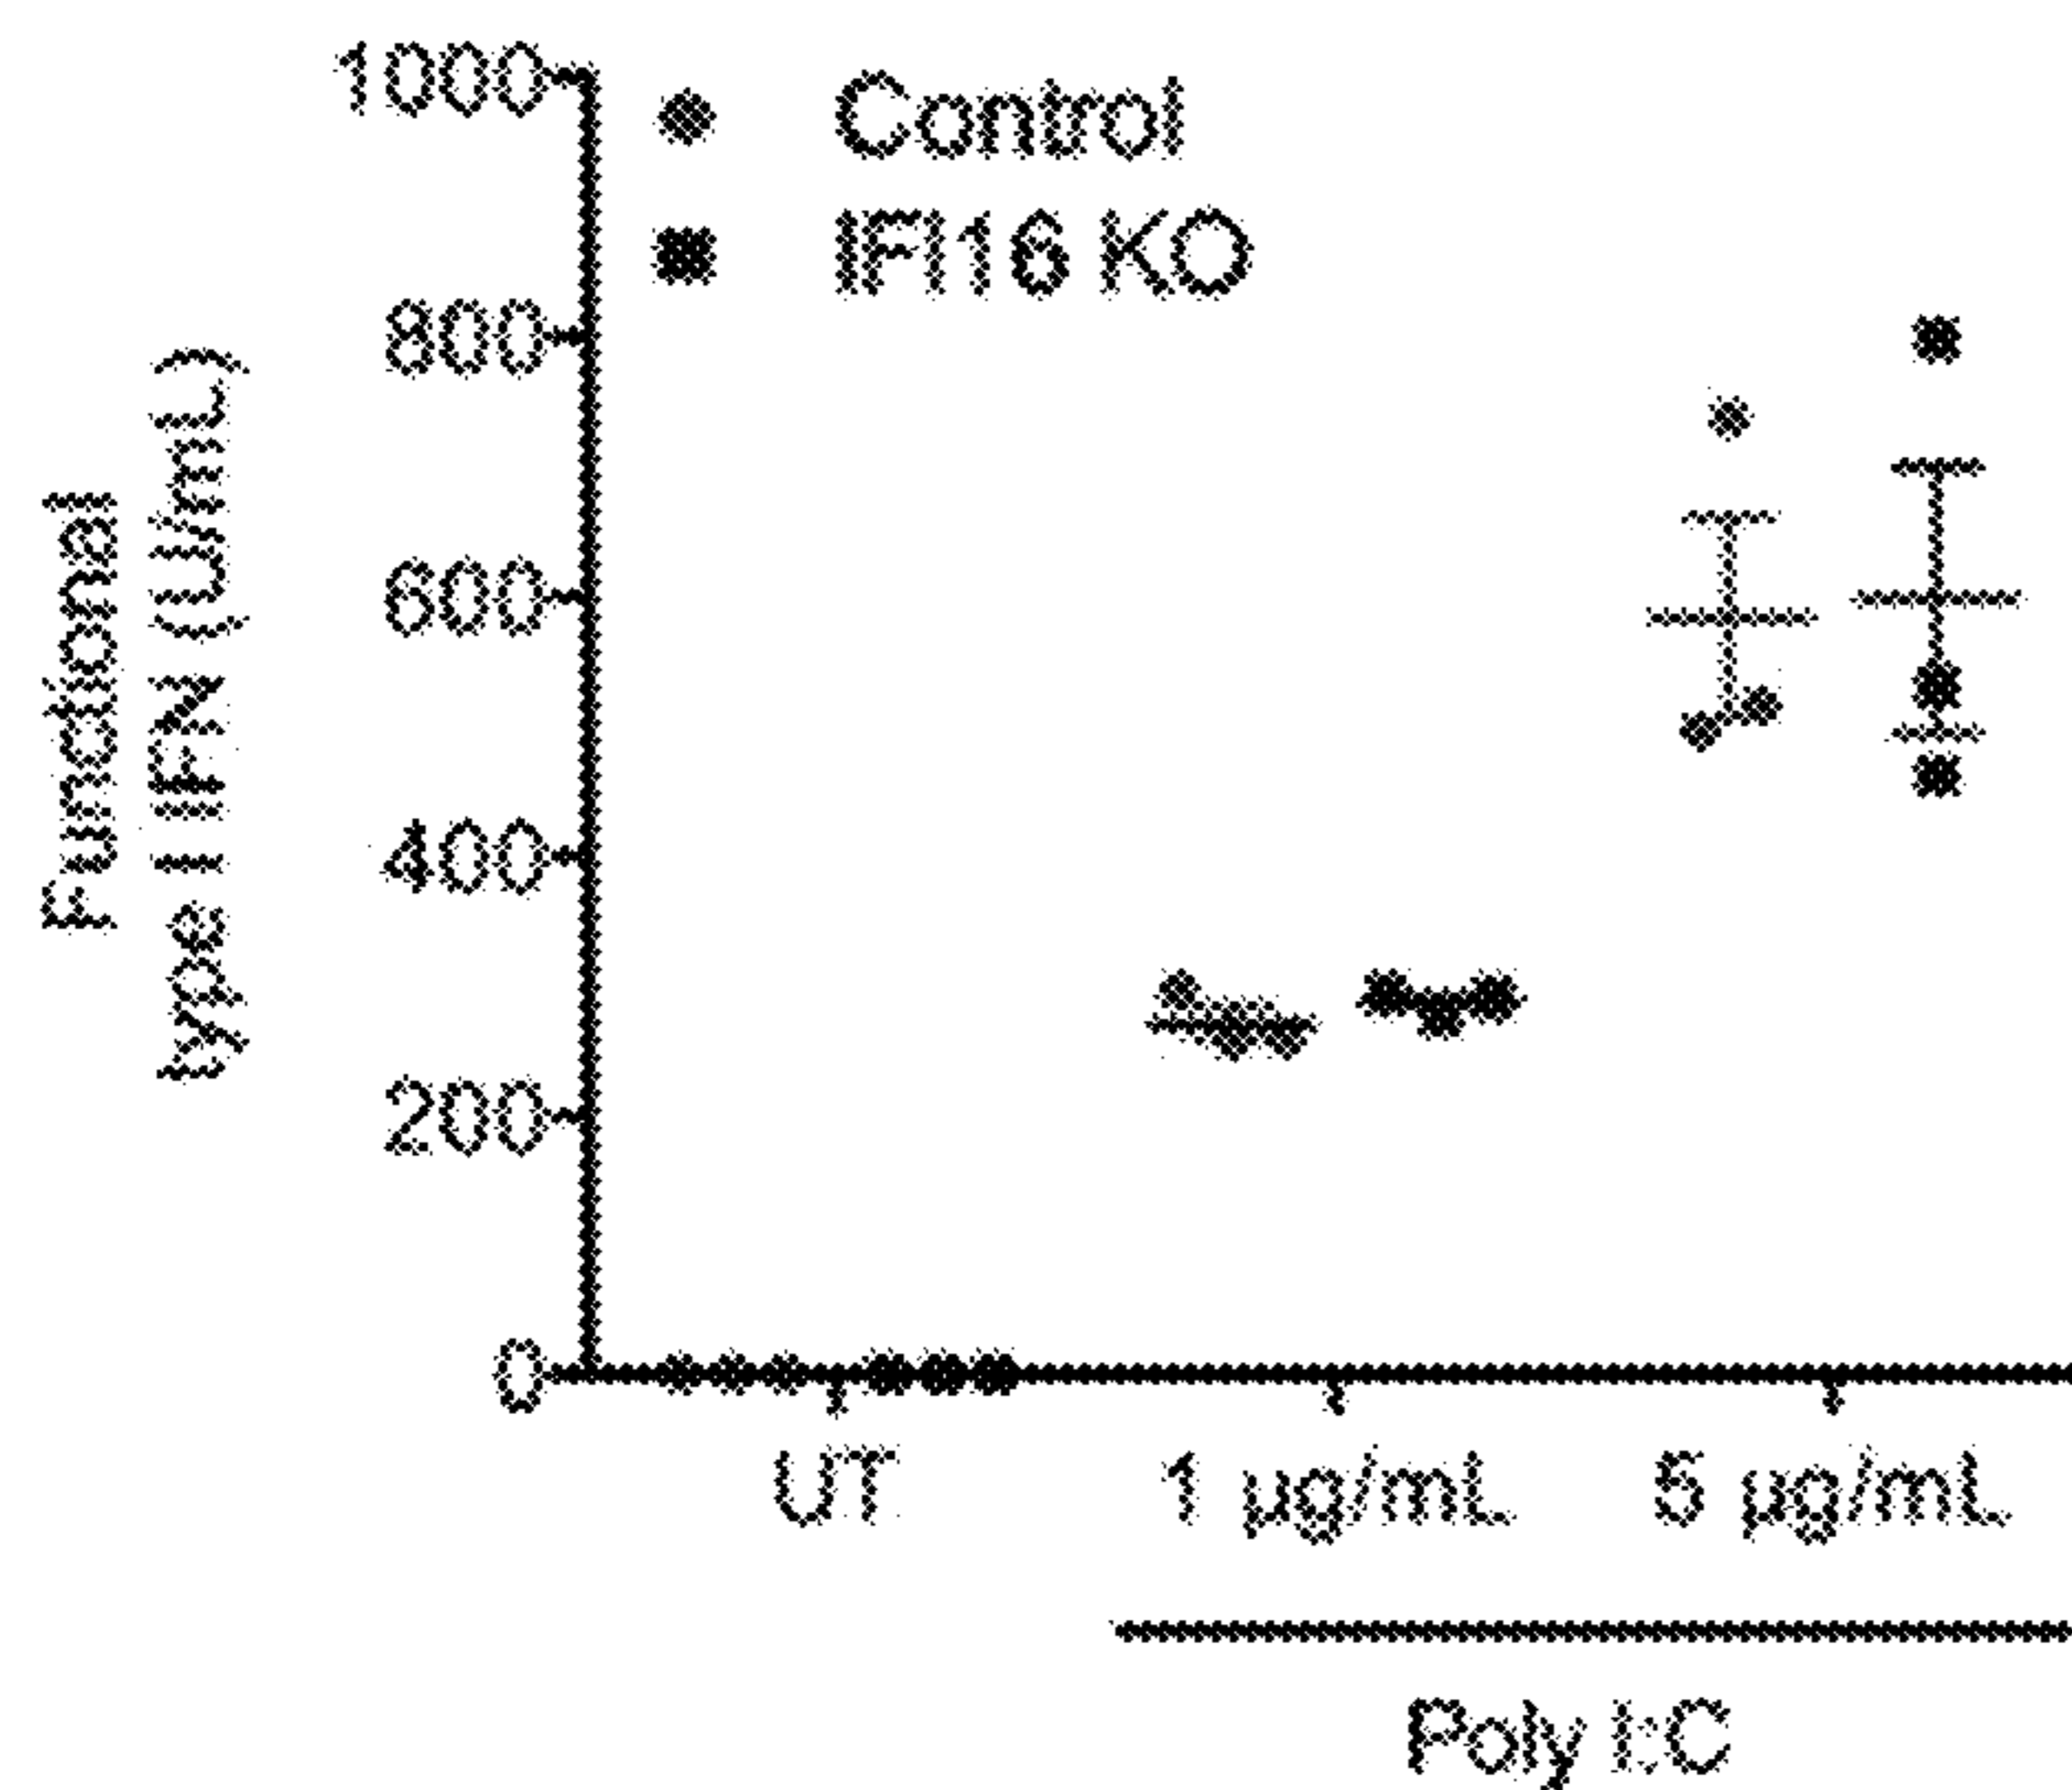 Functional
type I IFN (U/mL)
1000
800
600
400
200
0
Control
IFI16 KO
UT
1 µg/mL
5 µg/mL
Poly I:C